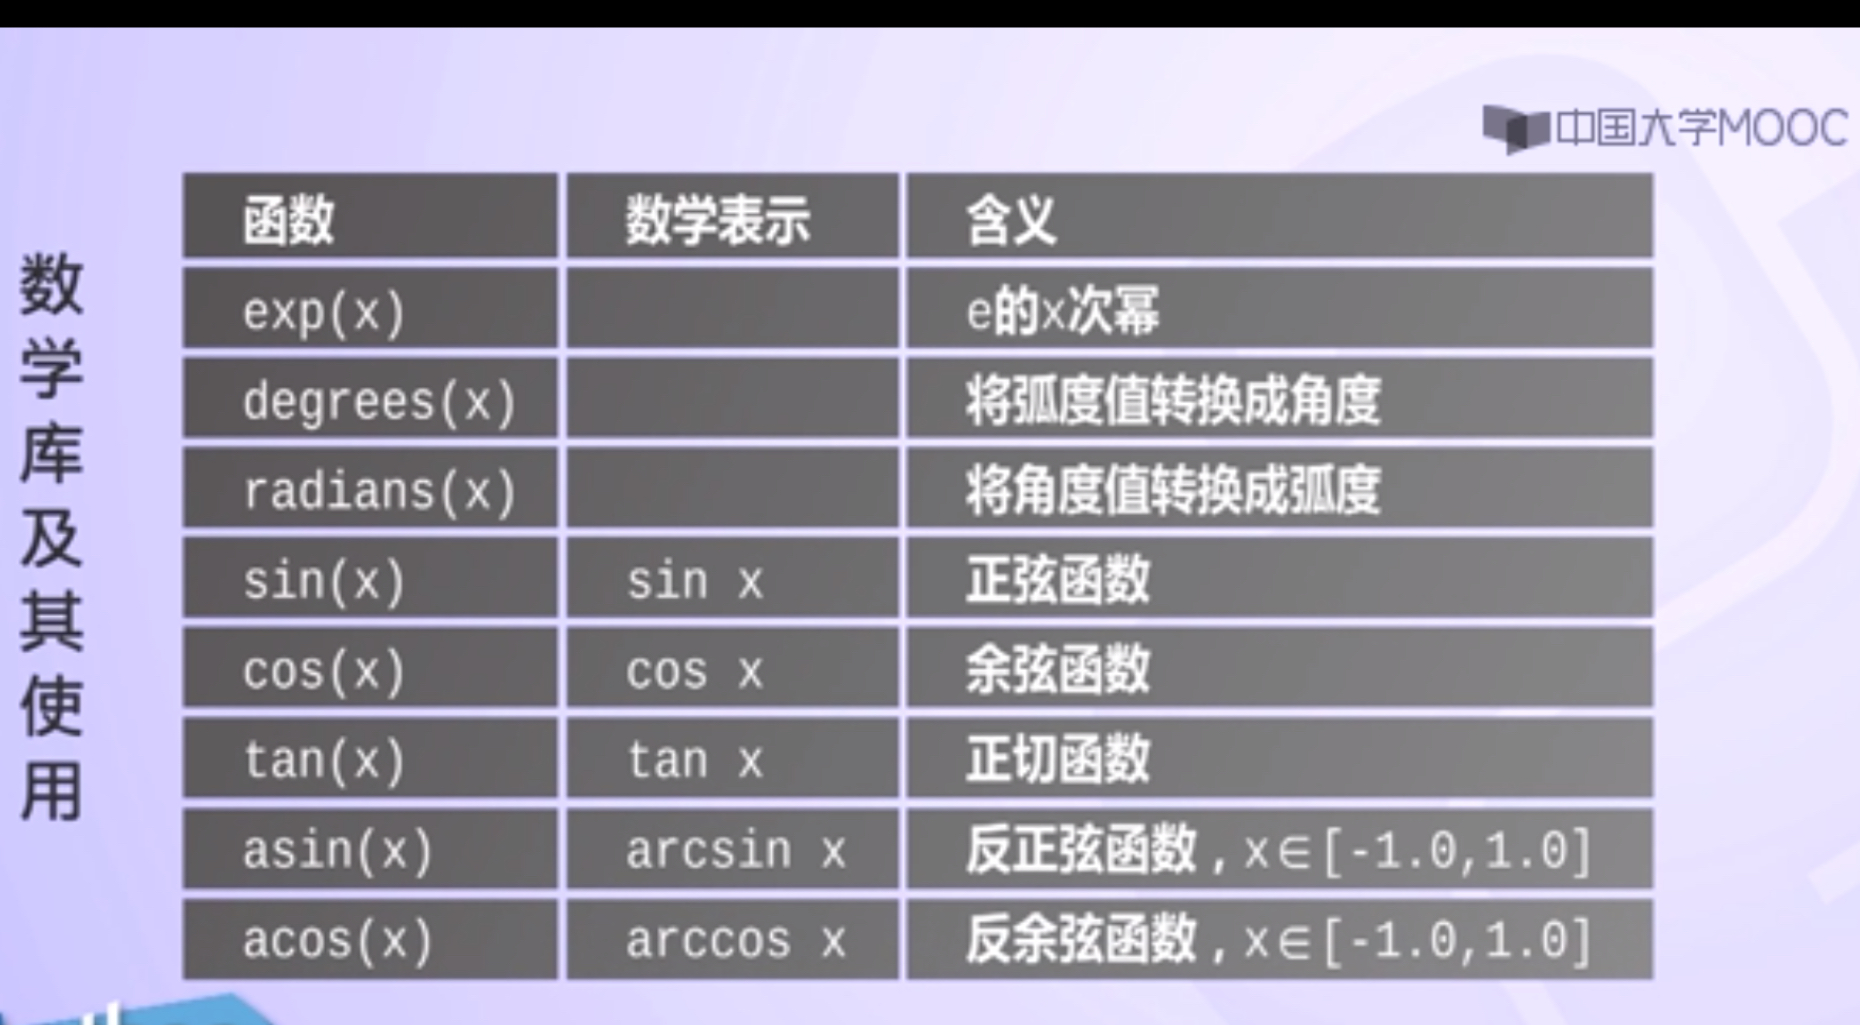 中国大学MOOC
数学库及其使用
函数 数学表示 含义
exp(x) e的x次幂
degrees(x) 将弧度值转换成角度
radians(x) 将角度值转换成弧度
sin(x) sin x 正弦函数
cos(x) cos x 余弦函数
tan(x) tan x 正切函数
asin(x) arcsin x 反正弦函数,x∈[-1.0,1.0]
acos(x) arccos x 反余弦函数,x∈[-1.0,1.0]